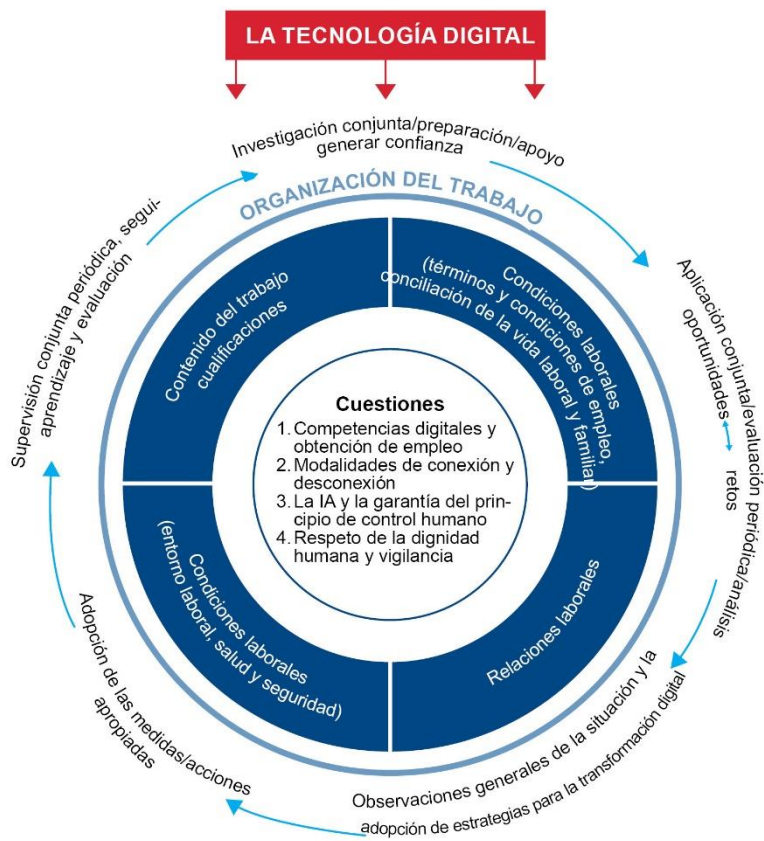 LA TECNOLOGÍA DIGITAL
Investigación conjunta/preparación/apoyo
generar confianza
ORGANIZACIÓN DEL TRABAJO
Aplicación conjunta/evaluación periódica/análisis
oportunidades
retos
Observaciones generales de la situación y la
adopción de estrategias para la transformación digital
Adopción de las medidas/acciones
apropiadas
Supervisión conjunta periódica, segui-
aprendizaje y evaluación
Contenido del trabajo
cualificaciones
Condiciones laborales
(términos y condiciones de empleo,
conciliación de la vida laboral y familiar)
Relaciones laborales
Condiciones laborales
(entorno laboral, salud y seguridad)
Cuestiones
1. Competencias digitales y
obtención de empleo
2. Modalidades de conexión y
desconexión
3. La IA y la garantía del prin-
cipio de control humano
4. Respeto de la dignidad
humana y vigilancia